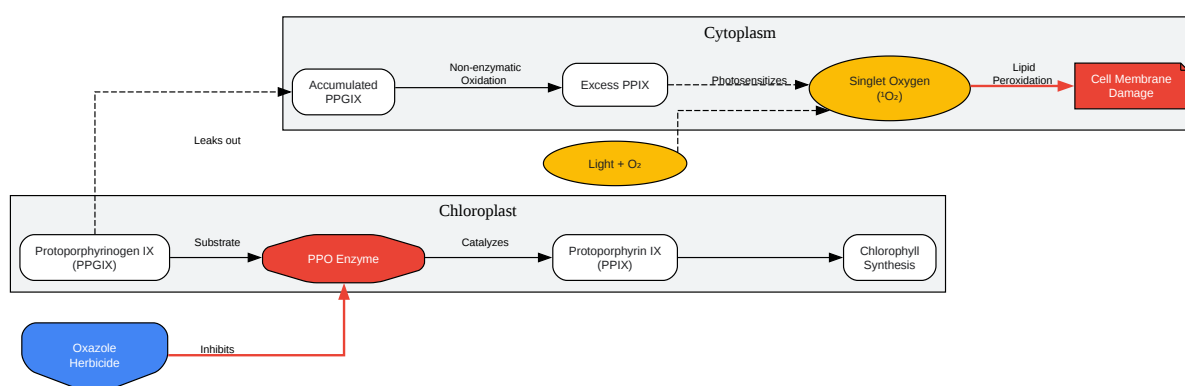 Cytoplasm
Accumulated
PPGIX
Non-enzymatic
Oxidation
Excess PPIX
Photosensitizes
Singlet Oxygen
(¹O₂)
Lipid
Peroxidation
Cell Membrane
Damage
Leaks out
Light + O₂
Chloroplast
Protoporphyrinogen IX
(PPGIX)
Substrate
PPO Enzyme
Catalyzes
Protoporphyrin IX
(PPIX)
Chlorophyll
Synthesis
Oxazole
Herbicide
Inhibits